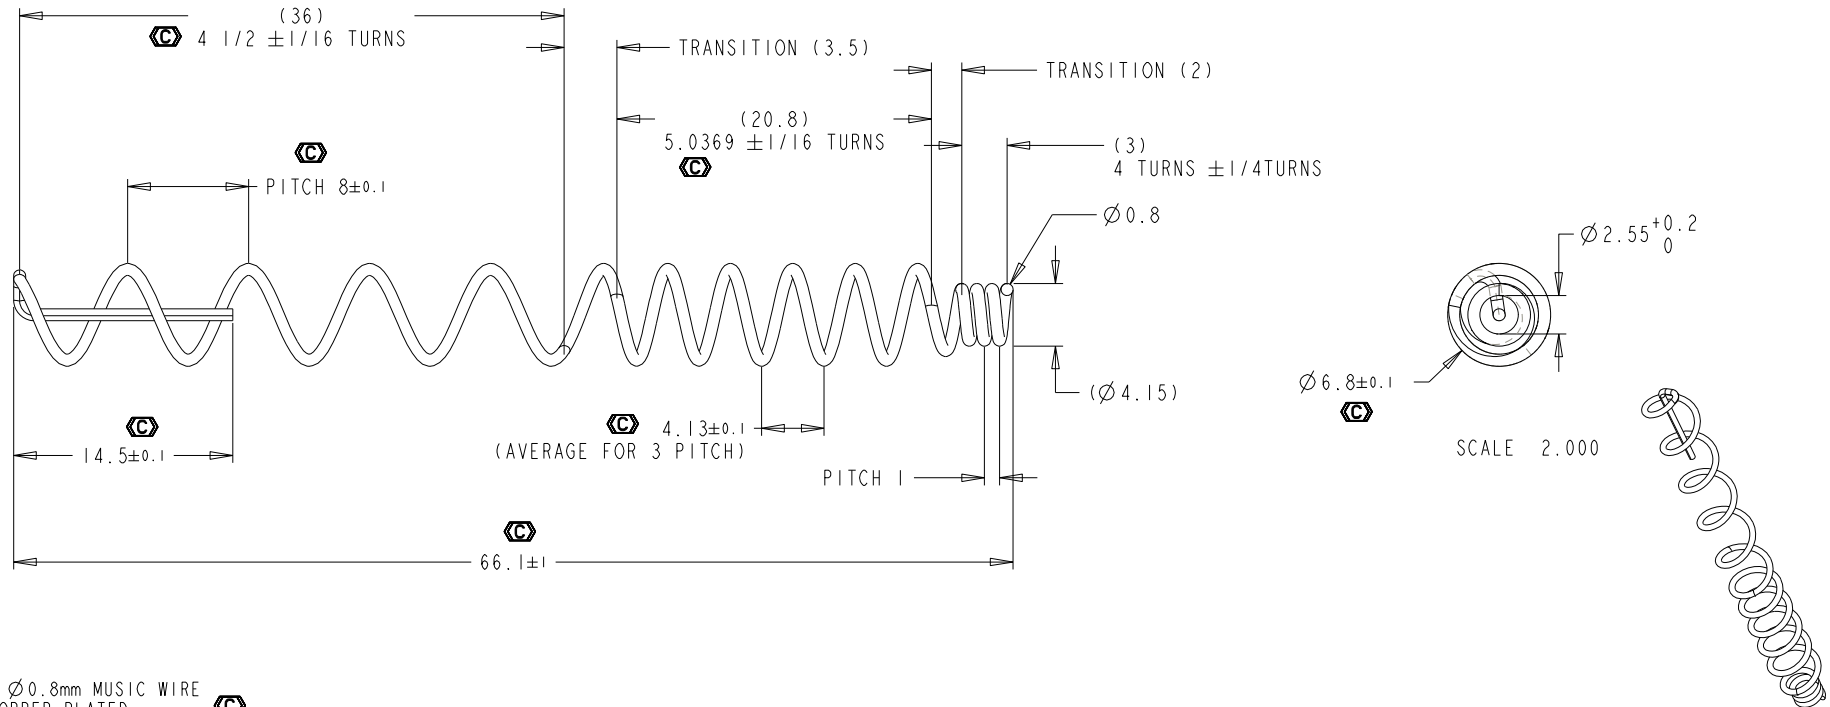 (36)
C 4 1/2 ±1/16 TURNS
TRANSITION (3.5)
TRANSITION (2)
(20.8)
5.0369 ±1/16 TURNS
C
(3)
4 TURNS ±1/4TURNS
C
PITCH 8±0.1
Ø0.8
Ø2.55 +0.2
0
Ø6.8±0.1
C
(Ø4.15)
C
14.5±0.1
C 4.13±0.1
(AVERAGE FOR 3 PITCH)
PITCH 1
SCALE 2.000
C
66.1±1
Ø0.8mm MUSIC WIRE
OPPER PLATED
C